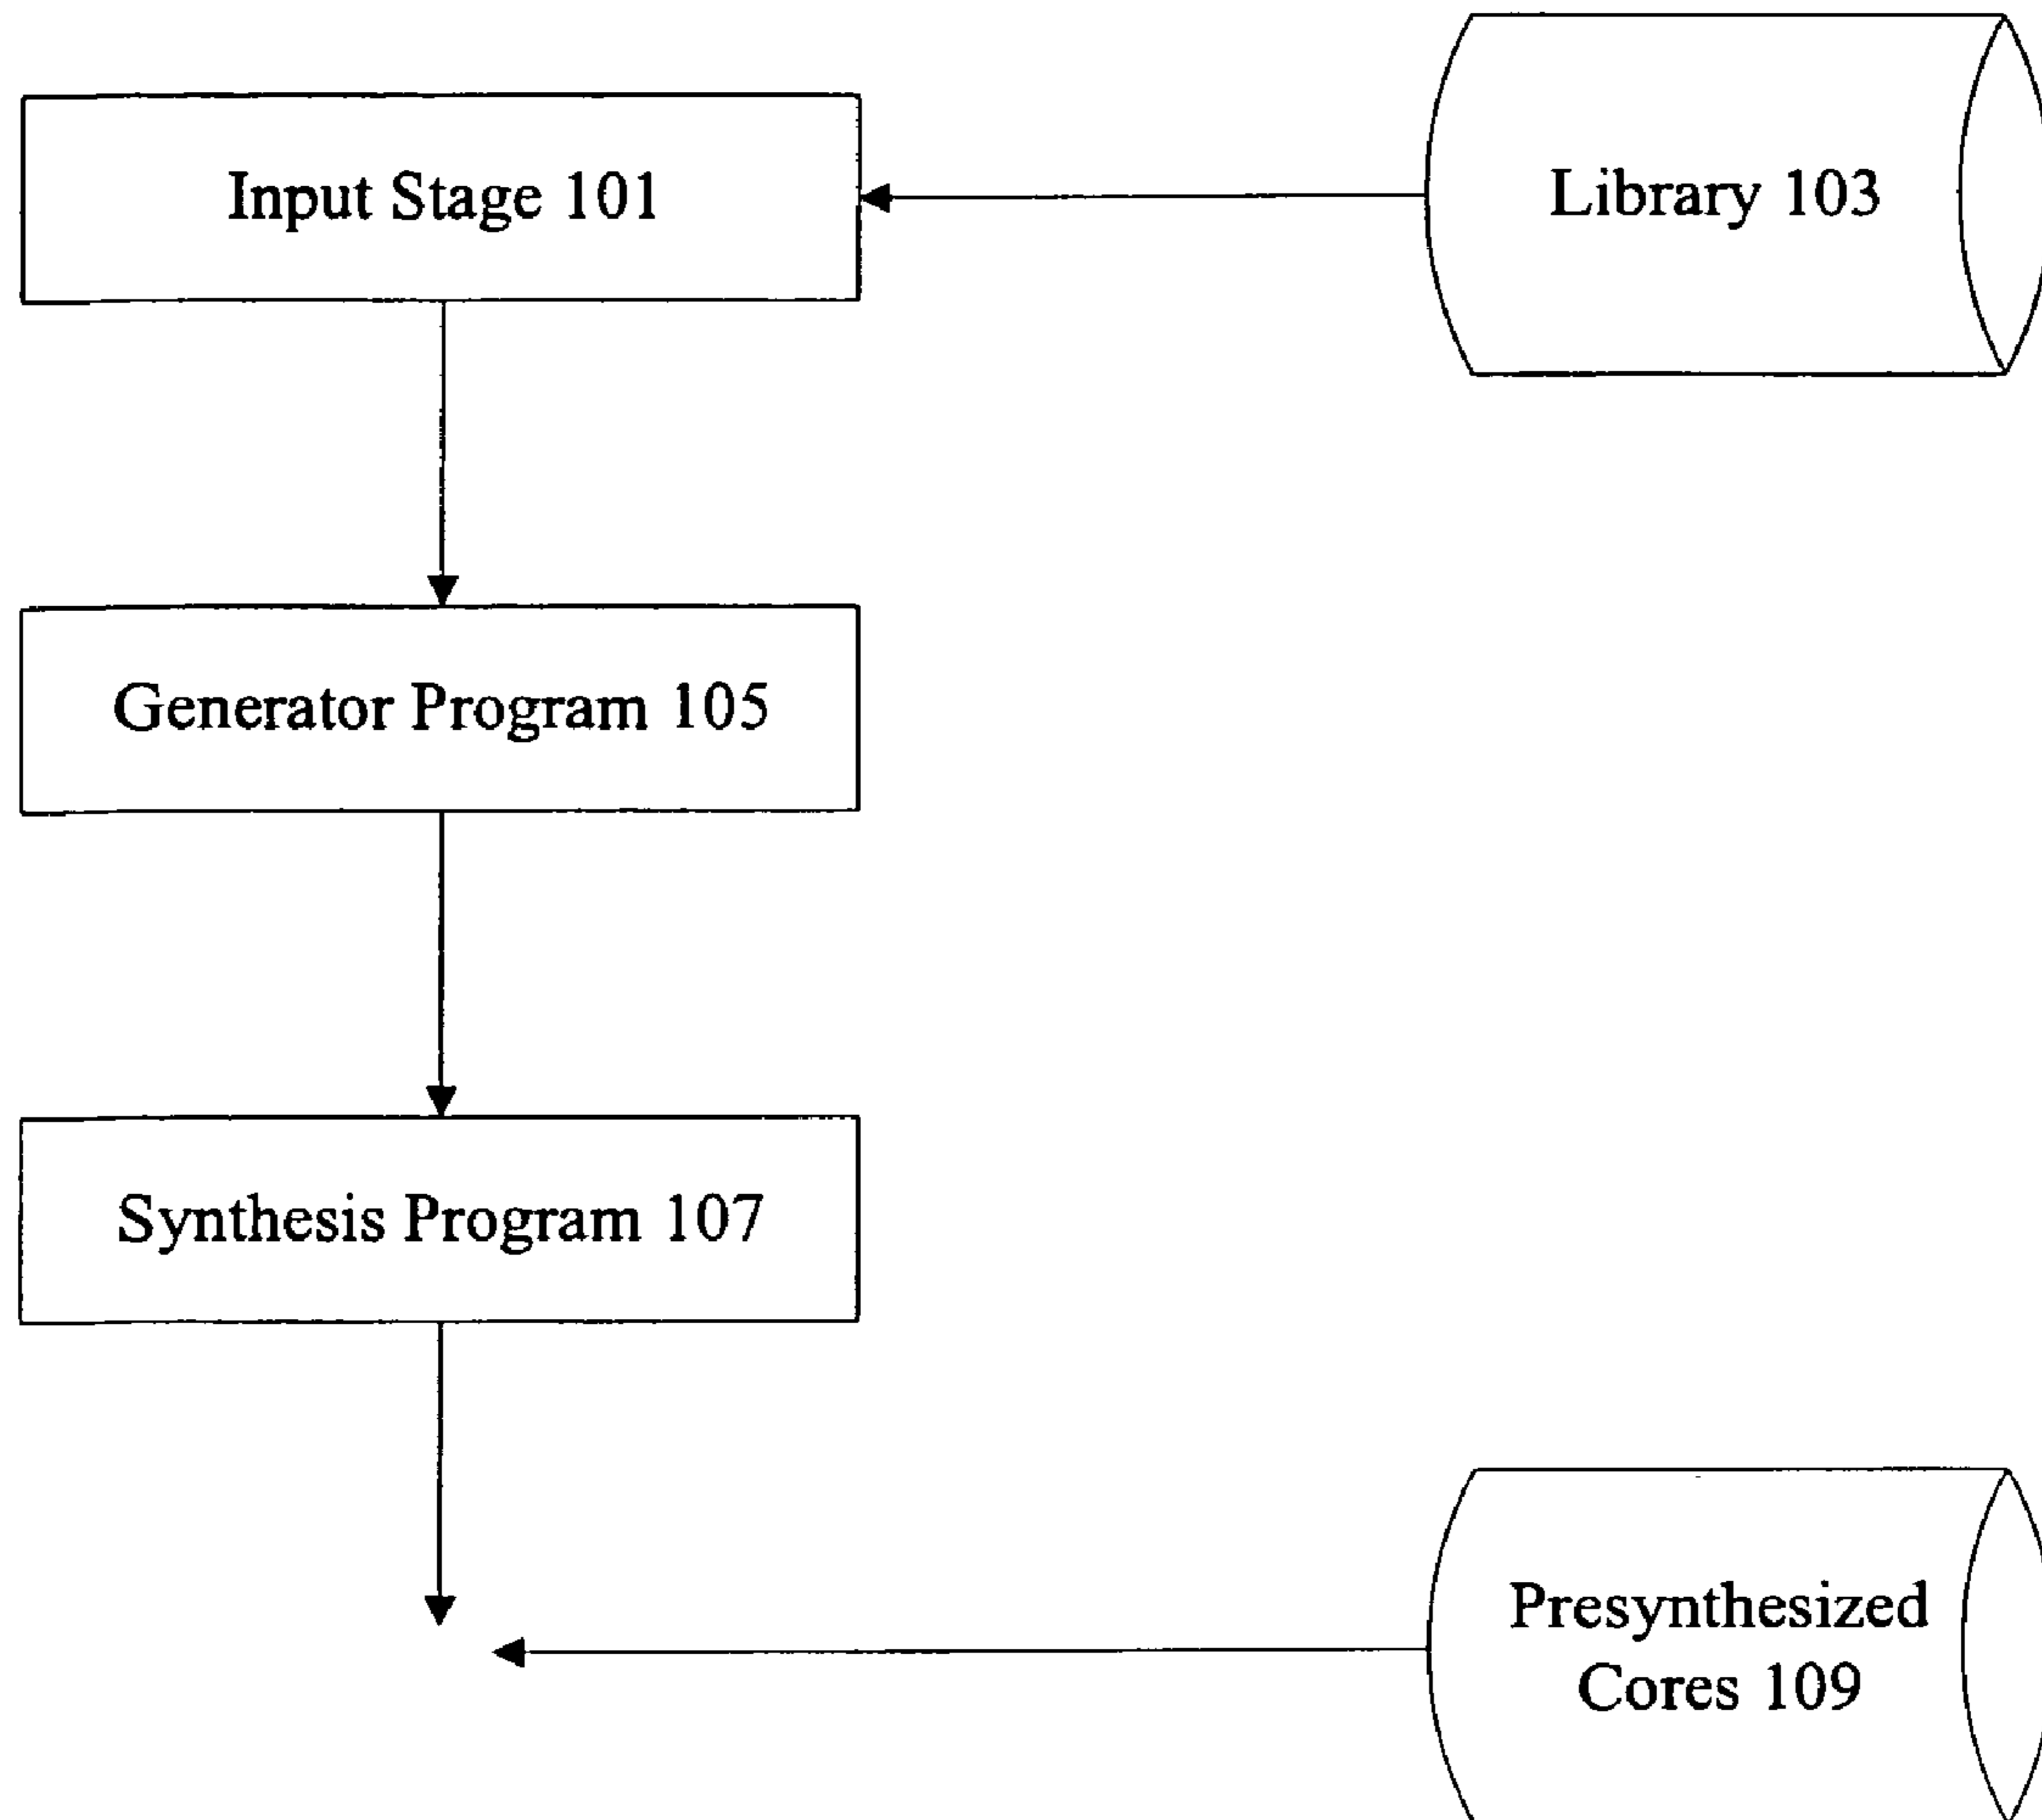 Input Stage 101
Library 103
Generator Program 105
Synthesis Program 107
Presynthesized
Cores 109